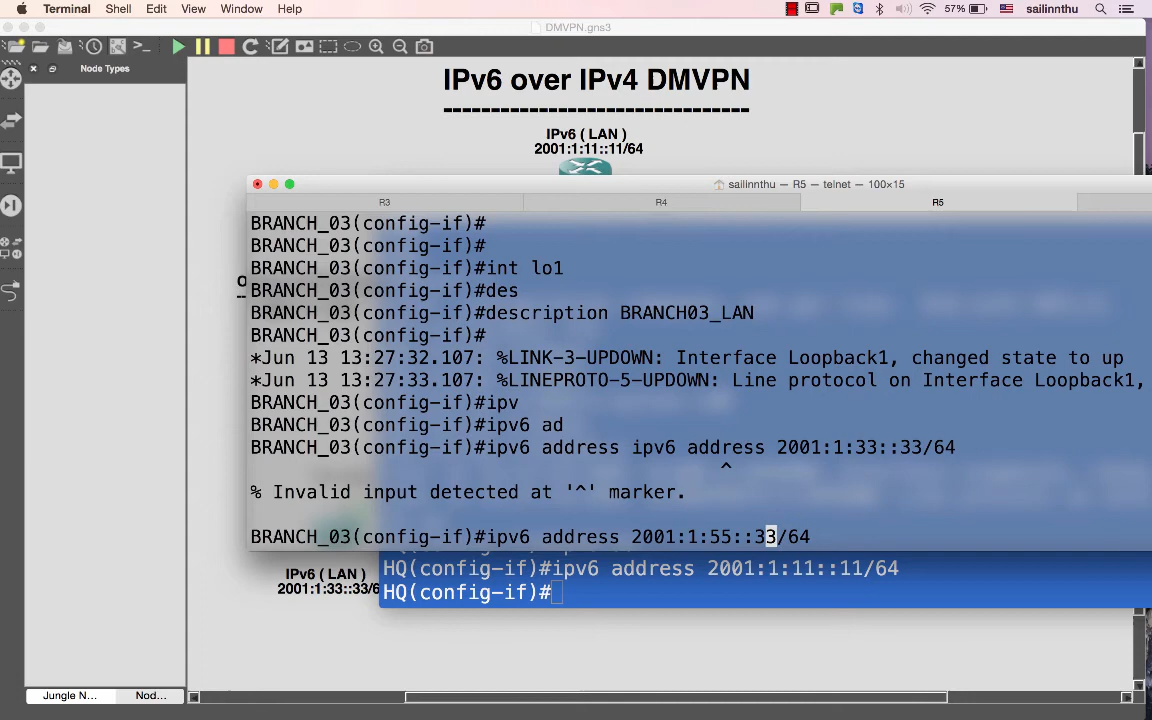 Terminal Shell Edit View Window Help 57% sailinnthu
DMVPN.gns3
Node Types
IPv6 over IPv4 DMVPN
------------------------------
IPv6 ( LAN )
2001:1:11::11/64
sailinnthu — R5 — telnet — 100×15
R3 R4 R5
BRANCH_03(config-if)#
BRANCH_03(config-if)#
BRANCH_03(config-if)#int lo1
BRANCH_03(config-if)#des
BRANCH_03(config-if)#description BRANCH03_LAN
BRANCH_03(config-if)#
*Jun 13 13:27:32.107: %LINK-3-UPDOWN: Interface Loopback1, changed state to up
*Jun 13 13:27:33.107: %LINEPROTO-5-UPDOWN: Line protocol on Interface Loopback1,
BRANCH_03(config-if)#ipv
BRANCH_03(config-if)#ipv6 ad
BRANCH_03(config-if)#ipv6 address ipv6 address 2001:1:33::33/64
^
% Invalid input detected at '^' marker.
BRANCH_03(config-if)#ipv6 address 2001:1:55::33/64
HQ(config-if)#ipv6 address 2001:1:11::11/64
HQ(config-if)#
IPv6 ( LAN )
2001:1:33::33/6
Jungle N... Nod...